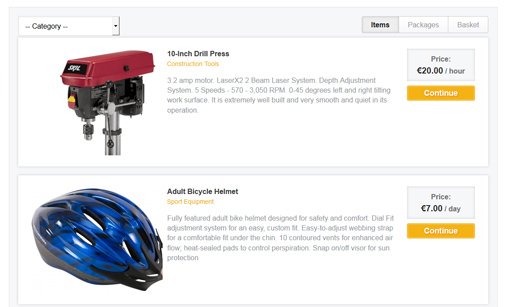 -- Category --
Items
Packages
Basket
10-inch Drill Press
Construction Tools
3.2 amp motor. LaserX2 2 Beam Laser System. Depth Adjustment
System. 5 Speeds - 570 - 3,050 RPM 0-45 degrees left and right tilting
work surface. It is extremely well built and very smooth and quiet in its
operation.
Price:
€20.00 / hour
Continue
SKIL
Adult Bicycle Helmet
Sport Equipment
Fully featured adult bike helmet designed for safety and comfort. Dial Fit
adjustment system for an easy, custom fit. Easy-to-adjust webbing strap
for a comfortable fit under the chin. 10 contoured vents for enhanced air
flow; heat-sealed pads to control perspiration. Snap on/off visor for sun
protection
Price:
€7.00 / day
Continue